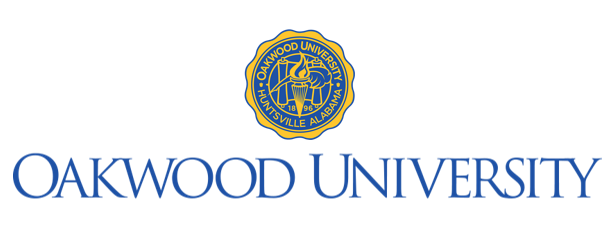 OAKWOOD UNIVERSITY
1896
HUNTSVILLE ALABAMA
OAKWOOD UNIVERSITY